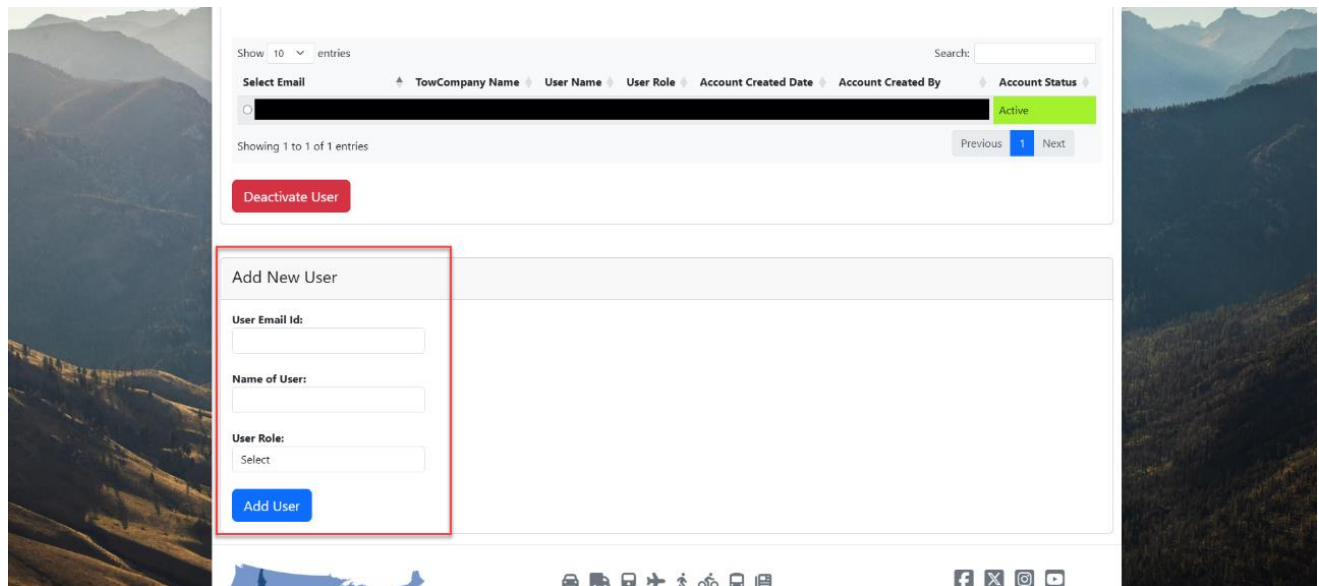 Show 10 entries Search:
Select Email TowCompany Name User Name User Role Account Created Date Account Created By Account Status
Active
Showing 1 to 1 of 1 entries Previous 1 Next
Deactivate User
Add New User
User Email Id:
Name of User:
User Role:
Select
Add User